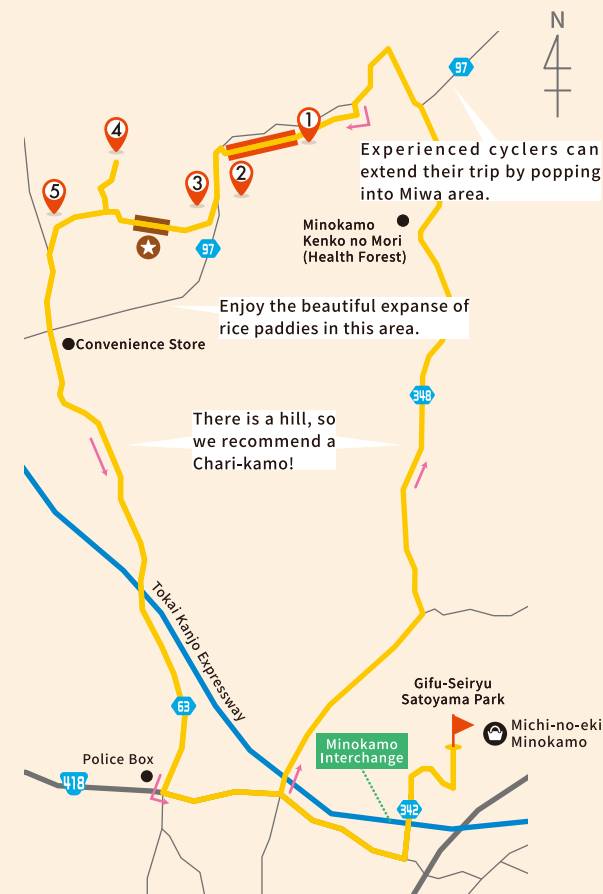 N
97
4
1
Experienced cyclers can
extend their trip by popping
into Miwa area.
5
3
2
Minokamo
Kenko no Mori
(Health Forest)
97
Enjoy the beautiful expanse of
rice paddies in this area.
Convenience Store
348
There is a hill, so
we recommend a
Chari-kamo!
Tokai Kanjo Expressway
Gifu-Seiryu
Satoyama Park
63
Michi-no-eki
Minokamo
Minokamo
Interchange
Police Box
418
342